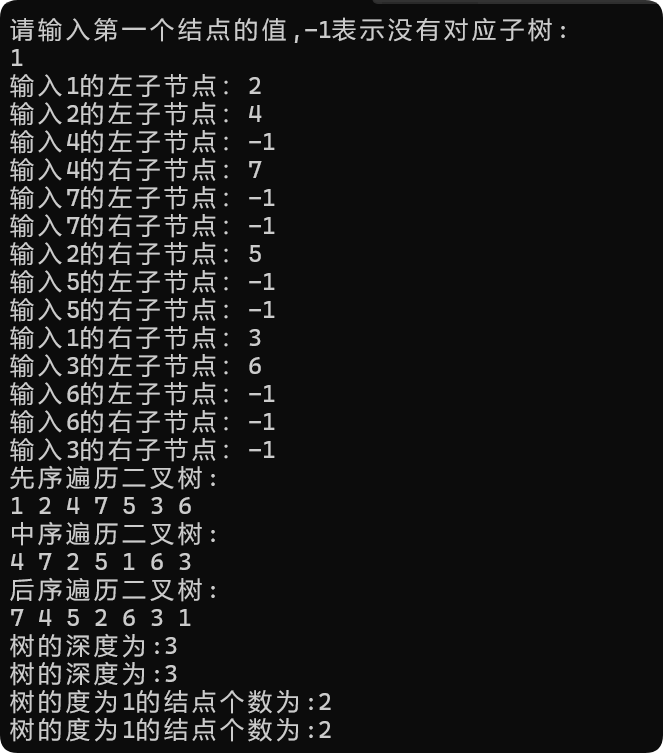 请输入第一个结点的值,-1表示没有对应子树:
1
输入1的左子节点: 2
输入2的左子节点: 4
输入4的左子节点: -1
输入4的右子节点: 7
输入7的左子节点: -1
输入7的右子节点: -1
输入2的右子节点: 5
输入5的左子节点: -1
输入5的右子节点: -1
输入1的右子节点: 3
输入3的左子节点: 6
输入6的左子节点: -1
输入6的右子节点: -1
输入3的右子节点: -1
先序遍历二叉树:
1 2 4 7 5 3 6
中序遍历二叉树:
4 7 2 5 1 6 3
后序遍历二叉树:
7 4 5 2 6 3 1
树的深度为:3
树的深度为:3
树的度为1的结点个数为:2
树的度为1的结点个数为:2